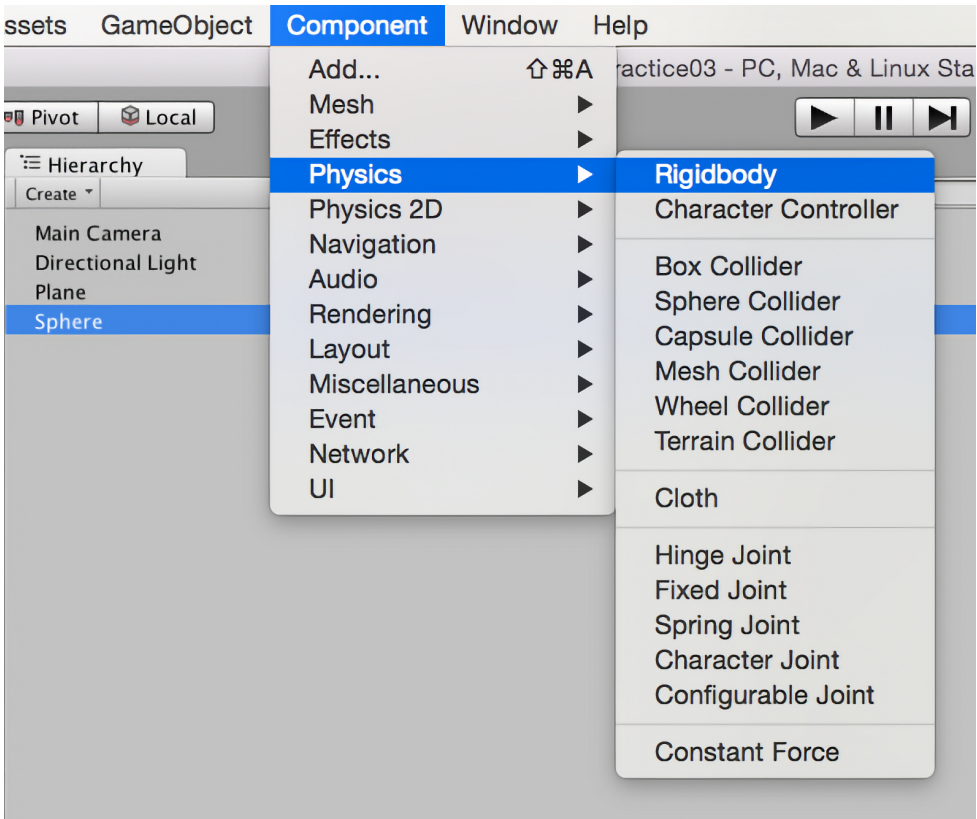 ssets GameObject Component Window Help
ractice03 - PC, Mac & Linux Sta
Pivot Local
Hierarchy
Create
Main Camera
Directional Light
Plane
Sphere
Add... ⇧⌘A
Mesh
Effects
Physics
Physics 2D
Navigation
Audio
Rendering
Layout
Miscellaneous
Event
Network
UI
Rigidbody
Character Controller
Box Collider
Sphere Collider
Capsule Collider
Mesh Collider
Wheel Collider
Terrain Collider
Cloth
Hinge Joint
Fixed Joint
Spring Joint
Character Joint
Configurable Joint
Constant Force